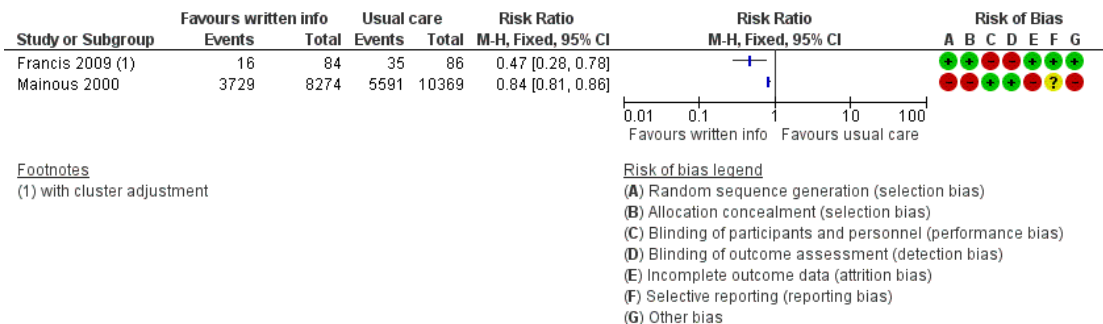 Favours written info Usual care Risk Ratio Risk Ratio Risk of Bias
Study or Subgroup Events Total Events Total M-H, Fixed, 95% CI M-H, Fixed, 95% CI A B C D E F G
Francis 2009 (1) 16 84 35 86 0.47 [0.28, 0.78] + + - - + + +
Mainous 2000 3729 8274 5591 10369 0.84 [0.81, 0.86] - - + + - ? -
0.01 0.1 1 10 100
Favours written info Favours usual care
Footnotes
(1) with cluster adjustment
Risk of bias legend
(A) Random sequence generation (selection bias)
(B) Allocation concealment (selection bias)
(C) Blinding of participants and personnel (performance bias)
(D) Blinding of outcome assessment (detection bias)
(E) Incomplete outcome data (attrition bias)
(F) Selective reporting (reporting bias)
(G) Other bias